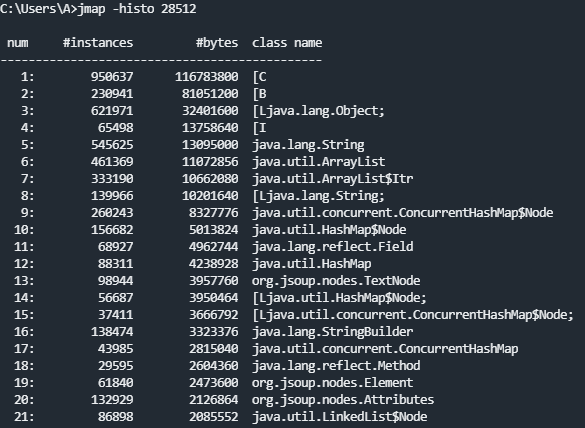 C:\Users\A>jmap -histo 28512
num #instances #bytes class name
----------------------------------------------
1: 950637 116783800 [C
2: 230941 81051200 [B
3: 621971 32401600 [Ljava.lang.Object;
4: 65498 13758640 [I
5: 545625 13095000 java.lang.String
6: 461369 11072856 java.util.ArrayList
7: 333190 10662080 java.util.ArrayList$Itr
8: 139966 10201640 [Ljava.lang.String;
9: 260243 8327776 java.util.concurrent.ConcurrentHashMap$Node
10: 156682 5013824 java.util.HashMap$Node
11: 68927 4962744 java.lang.reflect.Field
12: 88311 4238928 java.util.HashMap
13: 98944 3957760 org.jsoup.nodes.TextNode
14: 56687 3950464 [Ljava.util.HashMap$Node;
15: 37411 3666792 [Ljava.util.concurrent.ConcurrentHashMap$Node;
16: 138474 3323376 java.lang.StringBuilder
17: 43985 2815040 java.util.concurrent.ConcurrentHashMap
18: 29595 2604360 java.lang.reflect.Method
19: 61840 2473600 org.jsoup.nodes.Element
20: 132929 2126864 org.jsoup.nodes.Attributes
21: 86898 2085552 java.util.LinkedList$Node